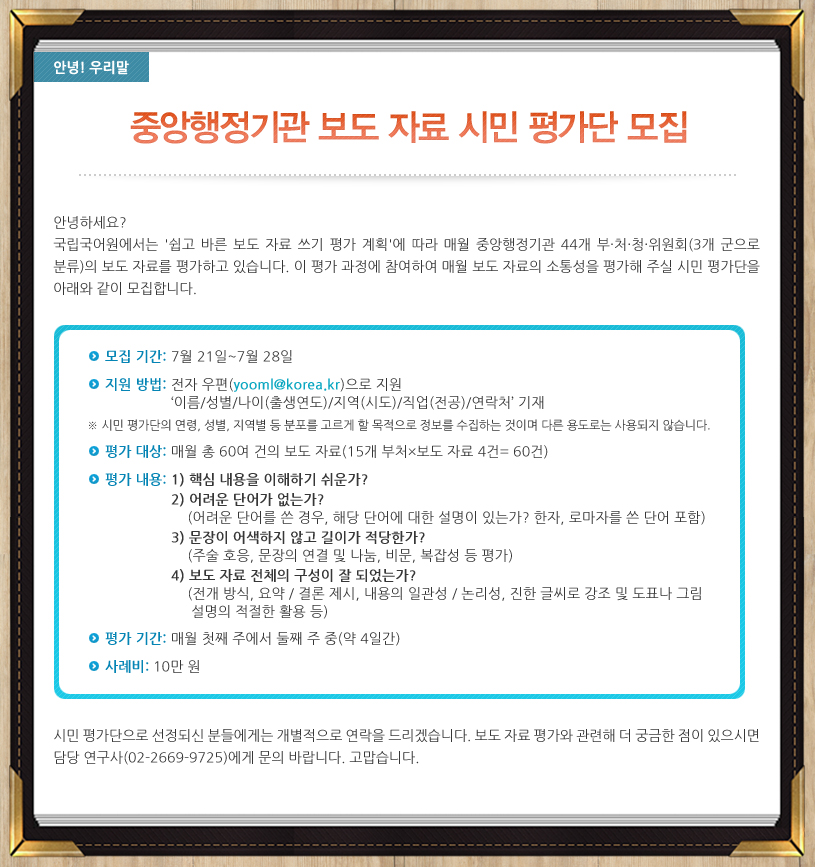 안녕! 우리말
중앙행정기관 보도 자료 시민 평가단 모집
안녕하세요?
국립국어원에서는 '쉽고 바른 보도 자료 쓰기 평가 계획'에 따라 매월 중앙행정기관 44개 부·처·청·위원회(3개 군으로
분류)의 보도 자료를 평가하고 있습니다. 이 평가 과정에 참여하여 매월 보도 자료의 소통성을 평가해 주실 시민 평가단을
아래와 같이 모집합니다.
모집 기간: 7월 21일~7월 28일
지원 방법: 전자 우편(yooml@korea.kr)으로 지원
‘이름/성별/나이(출생연도)/지역(시도)/직업(전공)/연락처’ 기재
※ 시민 평가단의 연령, 성별, 지역별 등 분포를 고르게 할 목적으로 정보를 수집하는 것이며 다른 용도로는 사용되지 않습니다.
평가 대상: 매월 총 60여 건의 보도 자료(15개 부처×보도 자료 4건= 60건)
평가 내용: 1) 핵심 내용을 이해하기 쉬운가?
2) 어려운 단어가 없는가?
(어려운 단어를 쓴 경우, 해당 단어에 대한 설명이 있는가? 한자, 로마자를 쓴 단어 포함)
3) 문장이 어색하지 않고 길이가 적당한가?
(주술 호응, 문장의 연결 및 나눔, 비문, 복잡성 등 평가)
4) 보도 자료 전체의 구성이 잘 되었는가?
(전개 방식, 요약 / 결론 제시, 내용의 일관성 / 논리성, 진한 글씨로 강조 및 도표나 그림
설명의 적절한 활용 등)
평가 기간: 매월 첫째 주에서 둘째 주 중(약 4일간)
사례비: 10만 원
시민 평가단으로 선정되신 분들에게는 개별적으로 연락을 드리겠습니다. 보도 자료 평가와 관련해 더 궁금한 점이 있으시면
담당 연구사(02-2669-9725)에게 문의 바랍니다. 고맙습니다.